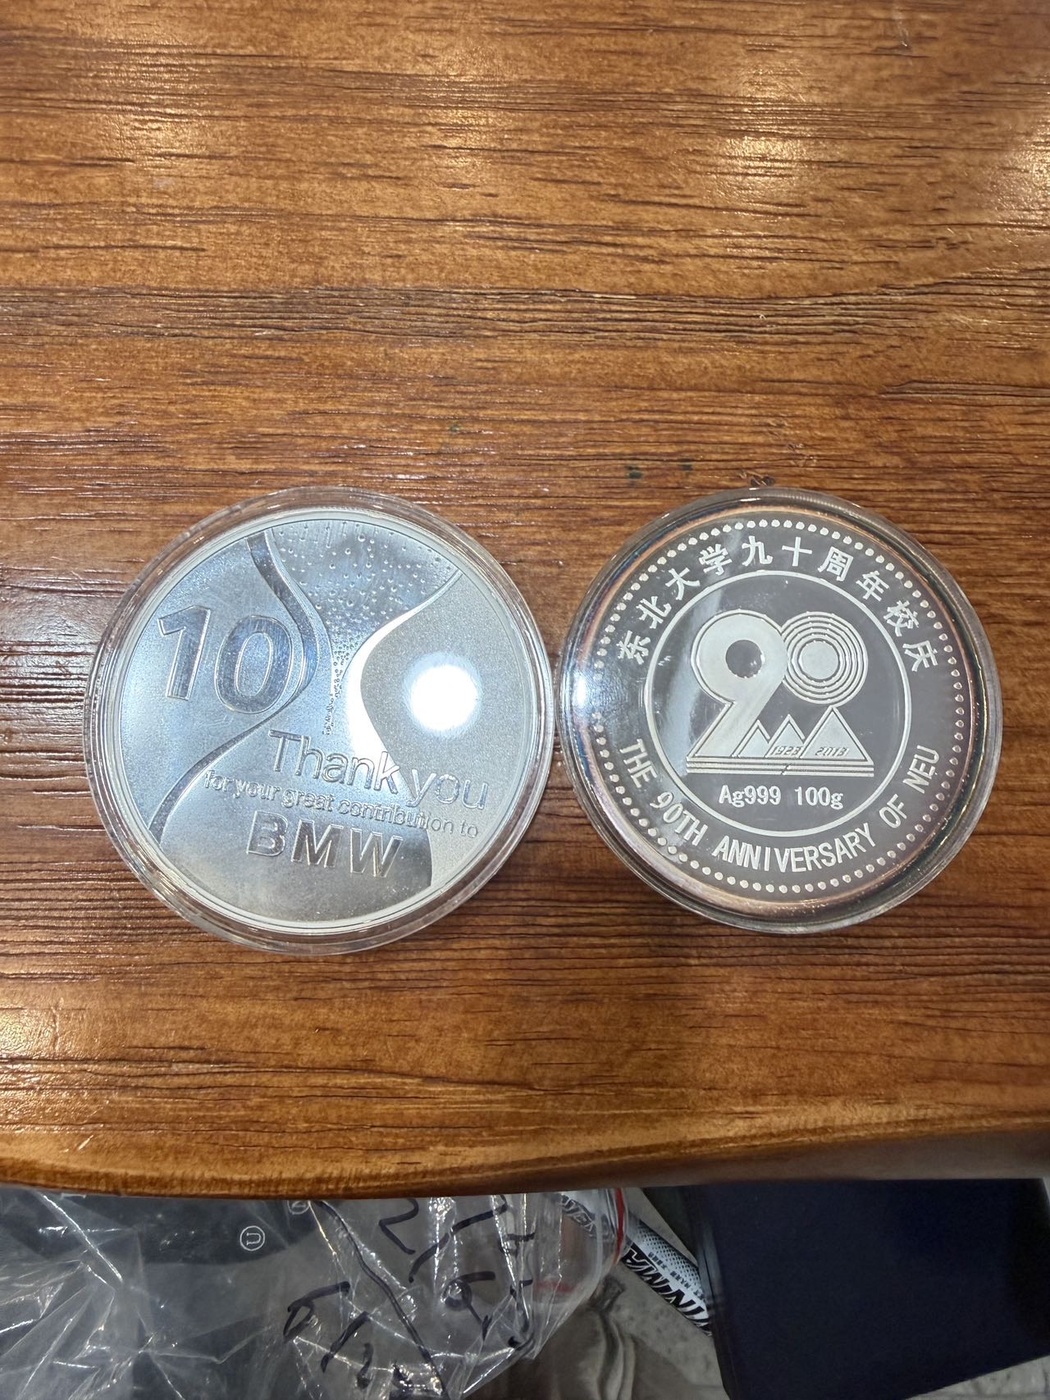 10
Thank you
for your great contribution to
BMW
东北大学九十周年校庆
90
1923 2013
Ag999 100g
THE 90TH ANNIVERSARY OF NEU